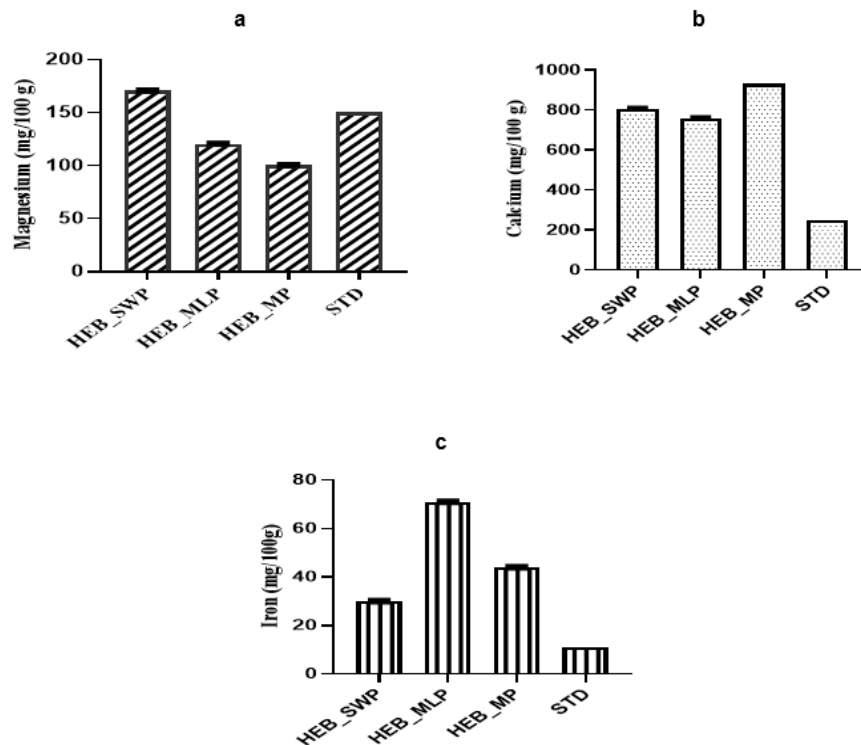 a
Magnesium (mg/100 g)
200
150
100
50
0
HEB_SWP
HEB_MLP
HEB_MP
STD
b
Calcium (mg/100 g)
1000
800
600
400
200
0
HEB_SWP
HEB_MLP
HEB_MP
STD
c
Iron (mg/100g)
80
60
40
20
0
HEB_SWP
HEB_MLP
HEB_MP
STD